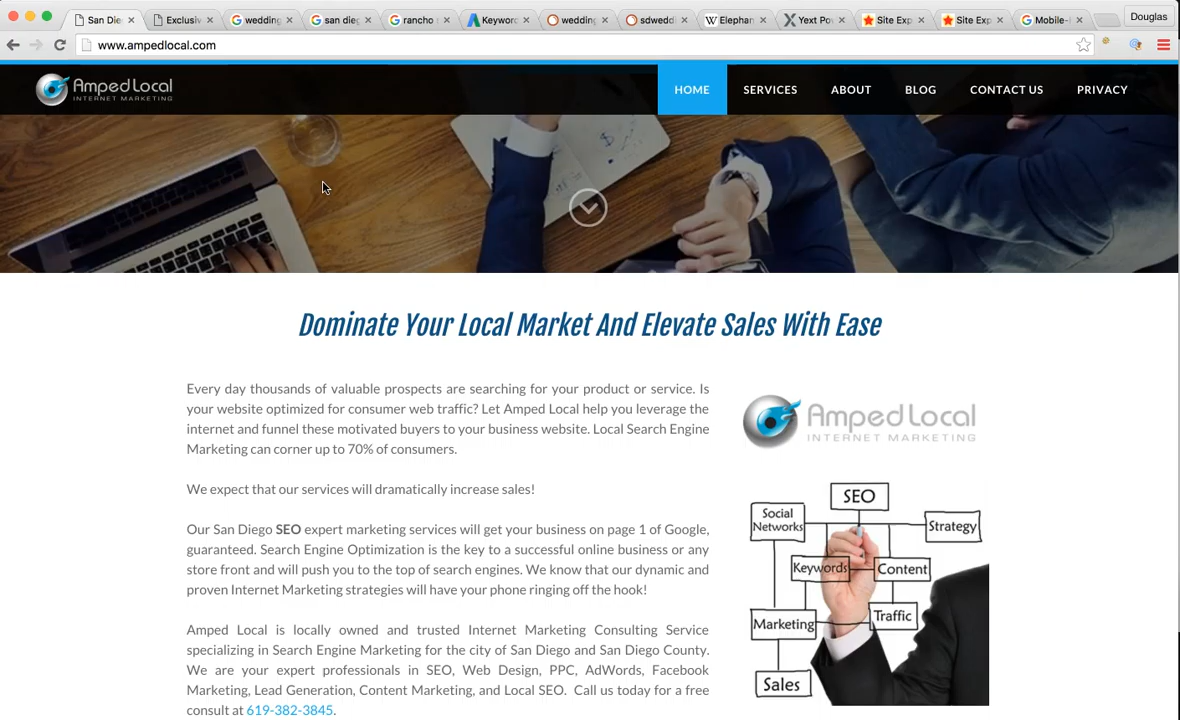 San Die
Exclusiv
wedding
san dieg
rancho
Keyword
weddin
sdweddi
Elephan
Yext Po
Site Exp
Site Exp
Mobile-
Douglas
www.ampedlocal.com
Amped Local
INTERNET MARKETING
HOME
SERVICES
ABOUT
BLOG
CONTACT US
PRIVACY
Dominate Your Local Market And Elevate Sales With Ease
Every day thousands of valuable prospects are searching for your product or service. Is
your website optimized for consumer web traffic? Let Amped Local help you leverage the
internet and funnel these motivated buyers to your business website. Local Search Engine
Marketing can corner up to 70% of consumers.
We expect that our services will dramatically increase sales!
Our San Diego SEO expert marketing services will get your business on page 1 of Google,
guaranteed. Search Engine Optimization is the key to a successful online business or any
store front and will push you to the top of search engines. We know that our dynamic and
proven Internet Marketing strategies will have your phone ringing off the hook!
Amped Local is locally owned and trusted Internet Marketing Consulting Service
specializing in Search Engine Marketing for the city of San Diego and San Diego County.
We are your expert professionals in SEO, Web Design, PPC, AdWords, Facebook
Marketing, Lead Generation, Content Marketing, and Local SEO. Call us today for a free
consult at 619-382-3845.
Amped Local
INTERNET MARKETING
SEO
Social
Networks
Strategy
Keywords
Content
Marketing
Traffic
Sales